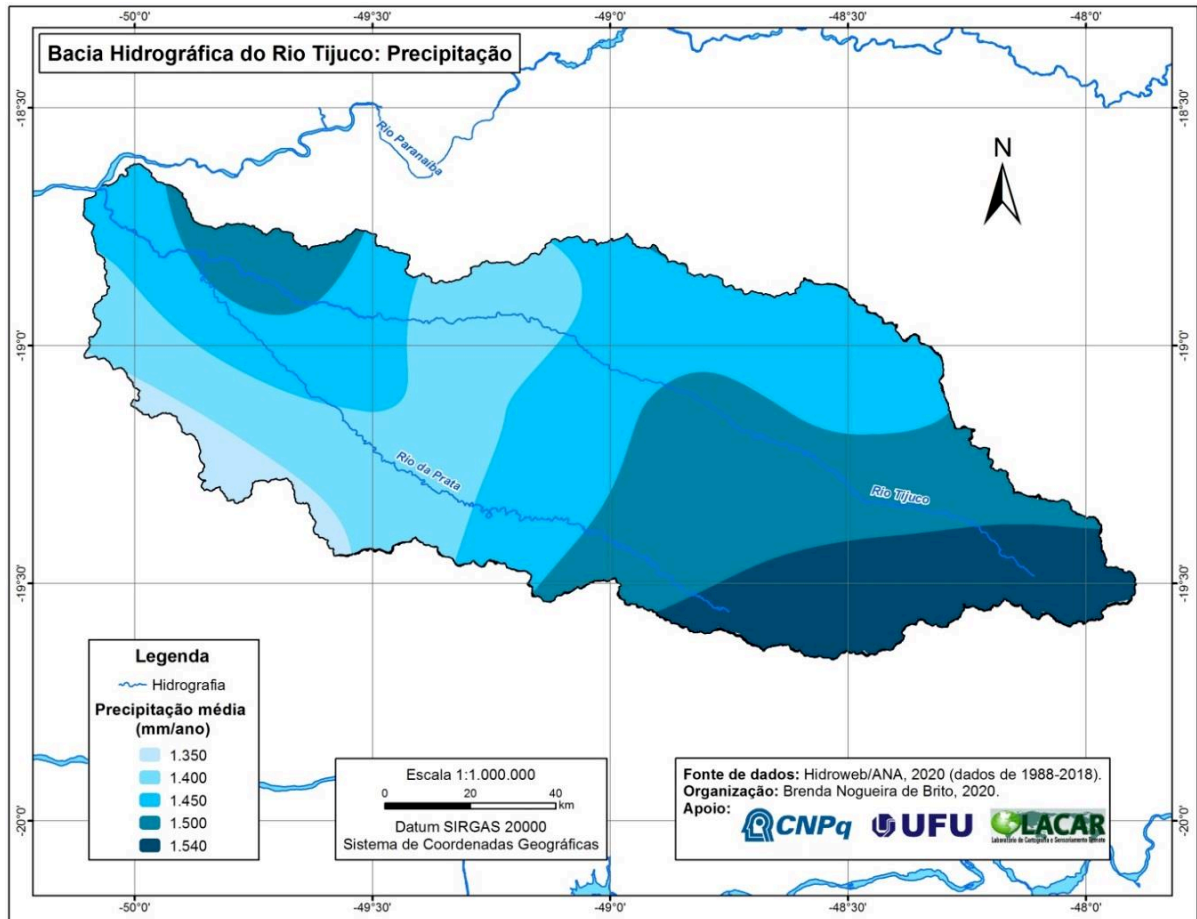 -50°0'
-49°30'
-49°0'
-48°30'
-48°0'
Bacia Hidrográfica do Rio Tijuco: Precipitação
-18°30'
-18°30'
Rio Paranaíba
N
-19°0'
-19°0'
Rio da Prata
Rio Tijuco
-19°30'
-19°30'
Legenda
Hidrografia
Precipitação média
(mm/ano)
1.350
1.400
1.450
1.500
1.540
Escala 1:1.000.000
0 20 40
km
Datum SIRGAS 20000
Sistema de Coordenadas Geográficas
Fonte de dados: Hidroweb/ANA, 2020 (dados de 1988-2018).
Organização: Brenda Nogueira de Brito, 2020.
Apoio:
CNPq
UFU
LACAR
Laboratório de Cartografia e Sensoriamento Remoto
-20°0'
-20°0'
-50°0'
-49°30'
-49°0'
-48°30'
-48°0'